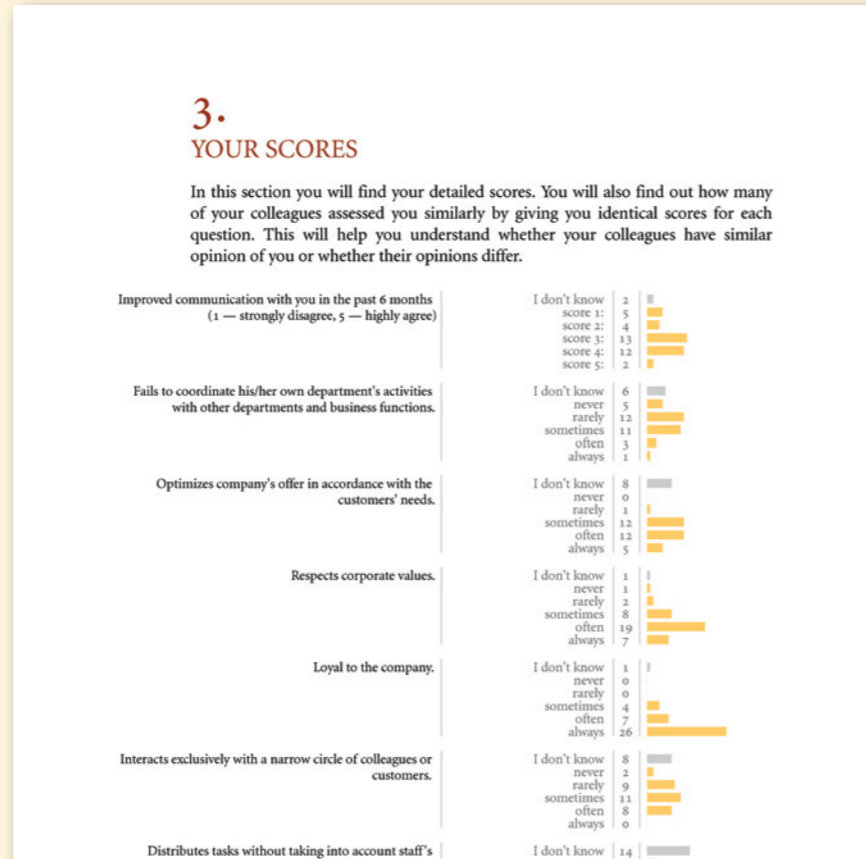 3.
YOUR SCORES
In this section you will find your detailed scores. You will also find out how many
of your colleagues assessed you similarly by giving you identical scores for each
question. This will help you understand whether your colleagues have similar
opinion of you or whether their opinions differ.
Improved communication with you in the past 6 months
(1 — strongly disagree, 5 — highly agree)
I don't know 2
score 1: 5
score 2: 4
score 3: 13
score 4: 12
score 5: 2
Fails to coordinate his/her own department's activities
with other departments and business functions.
I don't know 6
never 5
rarely 12
sometimes 11
often 3
always 1
Optimizes company's offer in accordance with the
customers' needs.
I don't know 8
never 0
rarely 1
sometimes 12
often 12
always 5
Respects corporate values.
I don't know 1
never 1
rarely 2
sometimes 8
often 19
always 7
Loyal to the company.
I don't know 1
never 0
rarely 0
sometimes 4
often 7
always 26
Interacts exclusively with a narrow circle of colleagues or
customers.
I don't know 8
never 2
rarely 9
sometimes 11
often 8
always 0
Distributes tasks without taking into account staff's
I don't know 14